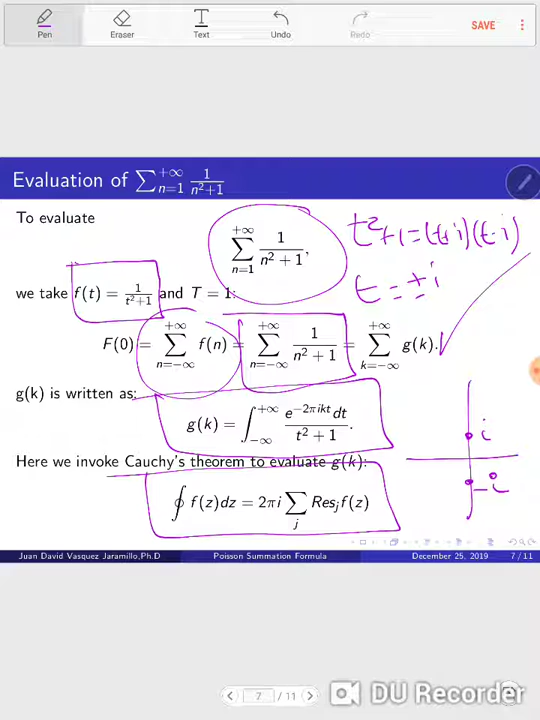 Pen Eraser Text Undo Redo SAVE
Evaluation of ∑_{n=1}^{+∞} 1/(n²+1)
To evaluate
∑_{n=1}^{+∞} 1/(n² + 1),
t²+1=(t+i)(t-i)
we take f(t) = 1/(t²+1) and T = 1:
t = ±i
F(0) = ∑_{n=−∞}^{+∞} f(n) = ∑_{n=−∞}^{+∞} 1/(n² + 1) = ∑_{k=−∞}^{+∞} g(k).
g(k) is written as:
g(k) = ∫_{−∞}^{+∞} e^{−2πikt} dt/(t² + 1).
i
Here we invoke Cauchy's theorem to evaluate g(k):
-i
∮ f(z)dz = 2πi ∑_j Res_j f(z)
Juan David Vasquez Jaramillo,Ph.D Poisson Summation Formula December 25, 2019 7 / 11
7 / 11 DU Recorder